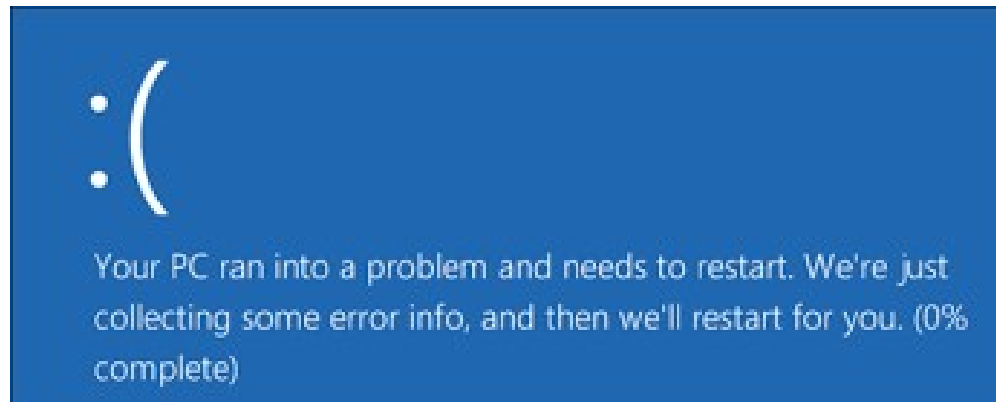 :(
Your PC ran into a problem and needs to restart. We're just
collecting some error info, and then we'll restart for you. (0%
complete)